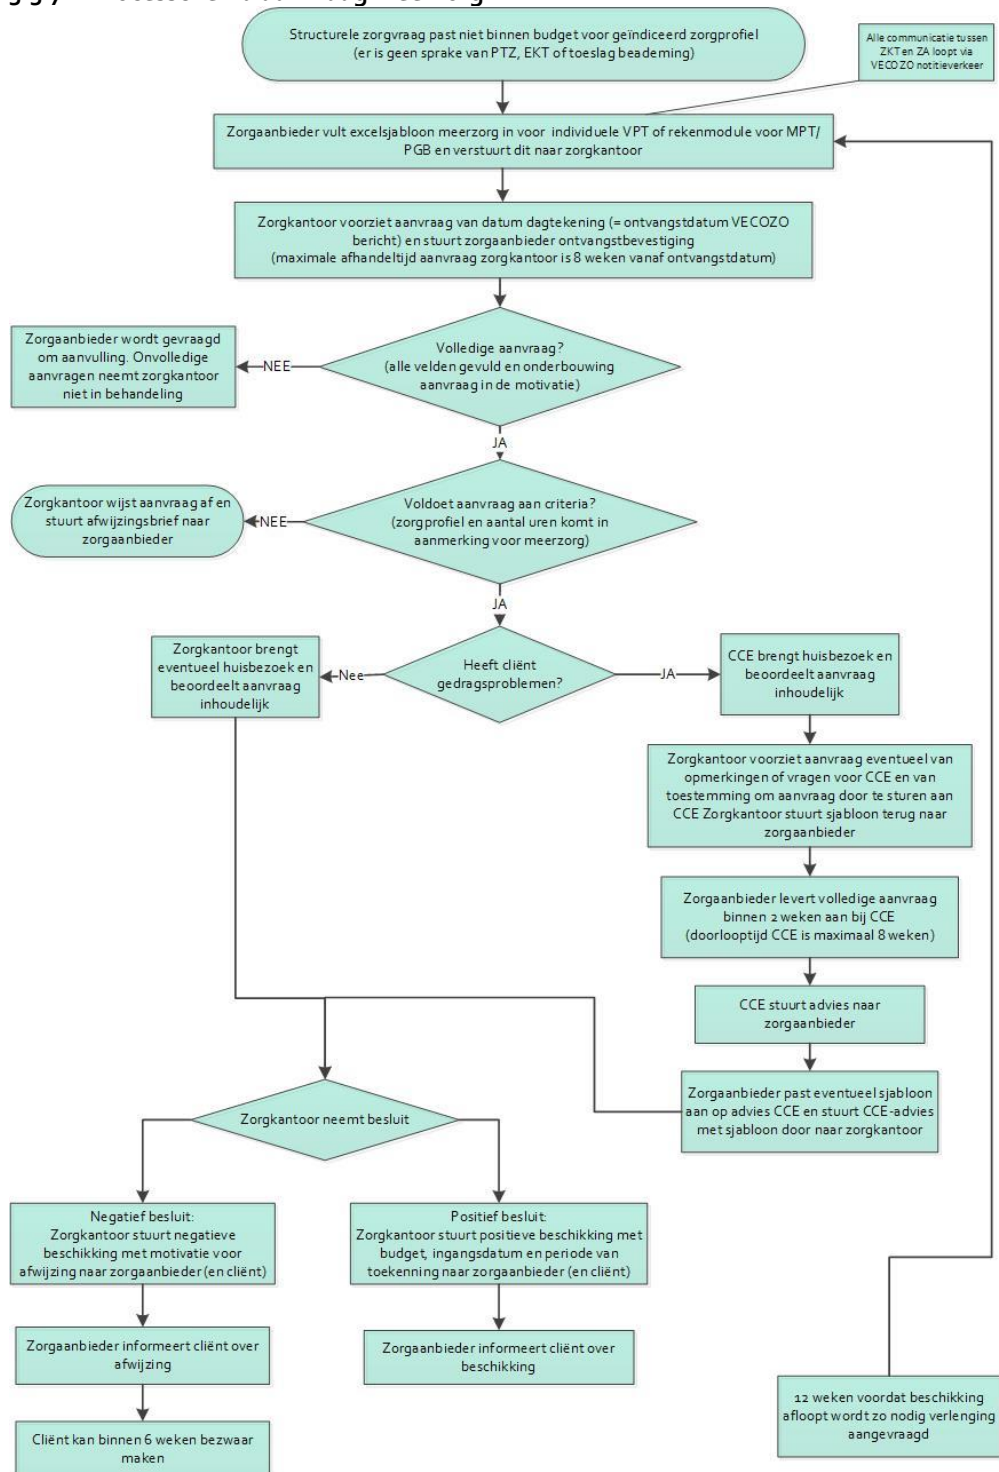 Structurele zorgvraag past niet binnen budget voor geïndiceerd zorgprofiel
(er is geen sprake van PTZ, EKT of toeslag beademing)
Alle communicatie tussen
ZKT en ZA loopt via
VECOZO notitieverkeer
Zorgaanbieder vult excelsjabloon meerzorg in voor individuele VPT of rekenmodule voor MPT/
PGB en verstuurt dit naar zorgkantoor
Zorgkantoor voorziet aanvraag van datum dagtekening (= ontvangstdatum VECOZO
bericht) en stuurt zorgaanbieder ontvangstbevestiging
(maximale afhandeltijd aanvraag zorgkantoor is 8 weken vanaf ontvangstdatum)
Volledige aanvraag?
(alle velden gevuld en onderbouwing
aanvraag in de motivatie)
NEE
Zorgaanbieder wordt gevraagd
om aanvulling. Onvolledige
aanvragen neemt zorgkantoor
niet in behandeling
JA
Voldoet aanvraag aan criteria?
(zorgprofiel en aantal uren komt in
aanmerking voor meerzorg)
NEE
Zorgkantoor wijst aanvraag af en
stuurt afwijzingsbrief naar
zorgaanbieder
JA
Heeft cliënt
gedragsproblemen?
Nee
Zorgkantoor brengt
eventueel huisbezoek en
beoordeelt aanvraag
inhoudelijk
JA
CCE brengt huisbezoek en
beoordeelt aanvraag
inhoudelijk
Zorgkantoor voorziet aanvraag eventueel van
opmerkingen of vragen voor CCE en van
toestemming om aanvraag door te sturen aan
CCE Zorgkantoor stuurt sjabloon terug naar
zorgaanbieder
Zorgaanbieder levert volledige aanvraag
binnen 2 weken aan bij CCE
(doorlooptijd CCE is maximaal 8 weken)
CCE stuurt advies naar
zorgaanbieder
Zorgaanbieder past eventueel sjabloon
aan op advies CCE en stuurt CCE-advies
met sjabloon door naar zorgkantoor
Zorgkantoor neemt besluit
Negatief besluit:
Zorgkantoor stuurt negatieve
beschikking met motivatie voor
afwijzing naar zorgaanbieder (en cliënt)
Positief besluit:
Zorgkantoor stuurt positieve beschikking met
budget, ingangsdatum en periode van
toekenning naar zorgaanbieder (en cliënt)
Zorgaanbieder informeert cliënt over
afwijzing
Zorgaanbieder informeert cliënt over
beschikking
Cliënt kan binnen 6 weken bezwaar
maken
12 weken voordat beschikking
afloopt wordt zo nodig verlenging
aangevraagd